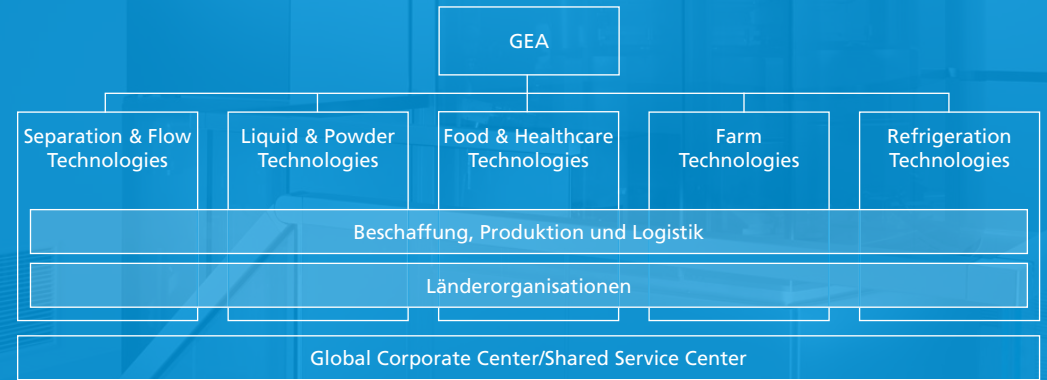 GEA
Separation & Flow
Technologies
Liquid & Powder
Technologies
Food & Healthcare
Technologies
Farm
Technologies
Refrigeration
Technologies
Beschaffung, Produktion und Logistik
Länderorganisationen
Global Corporate Center/Shared Service Center